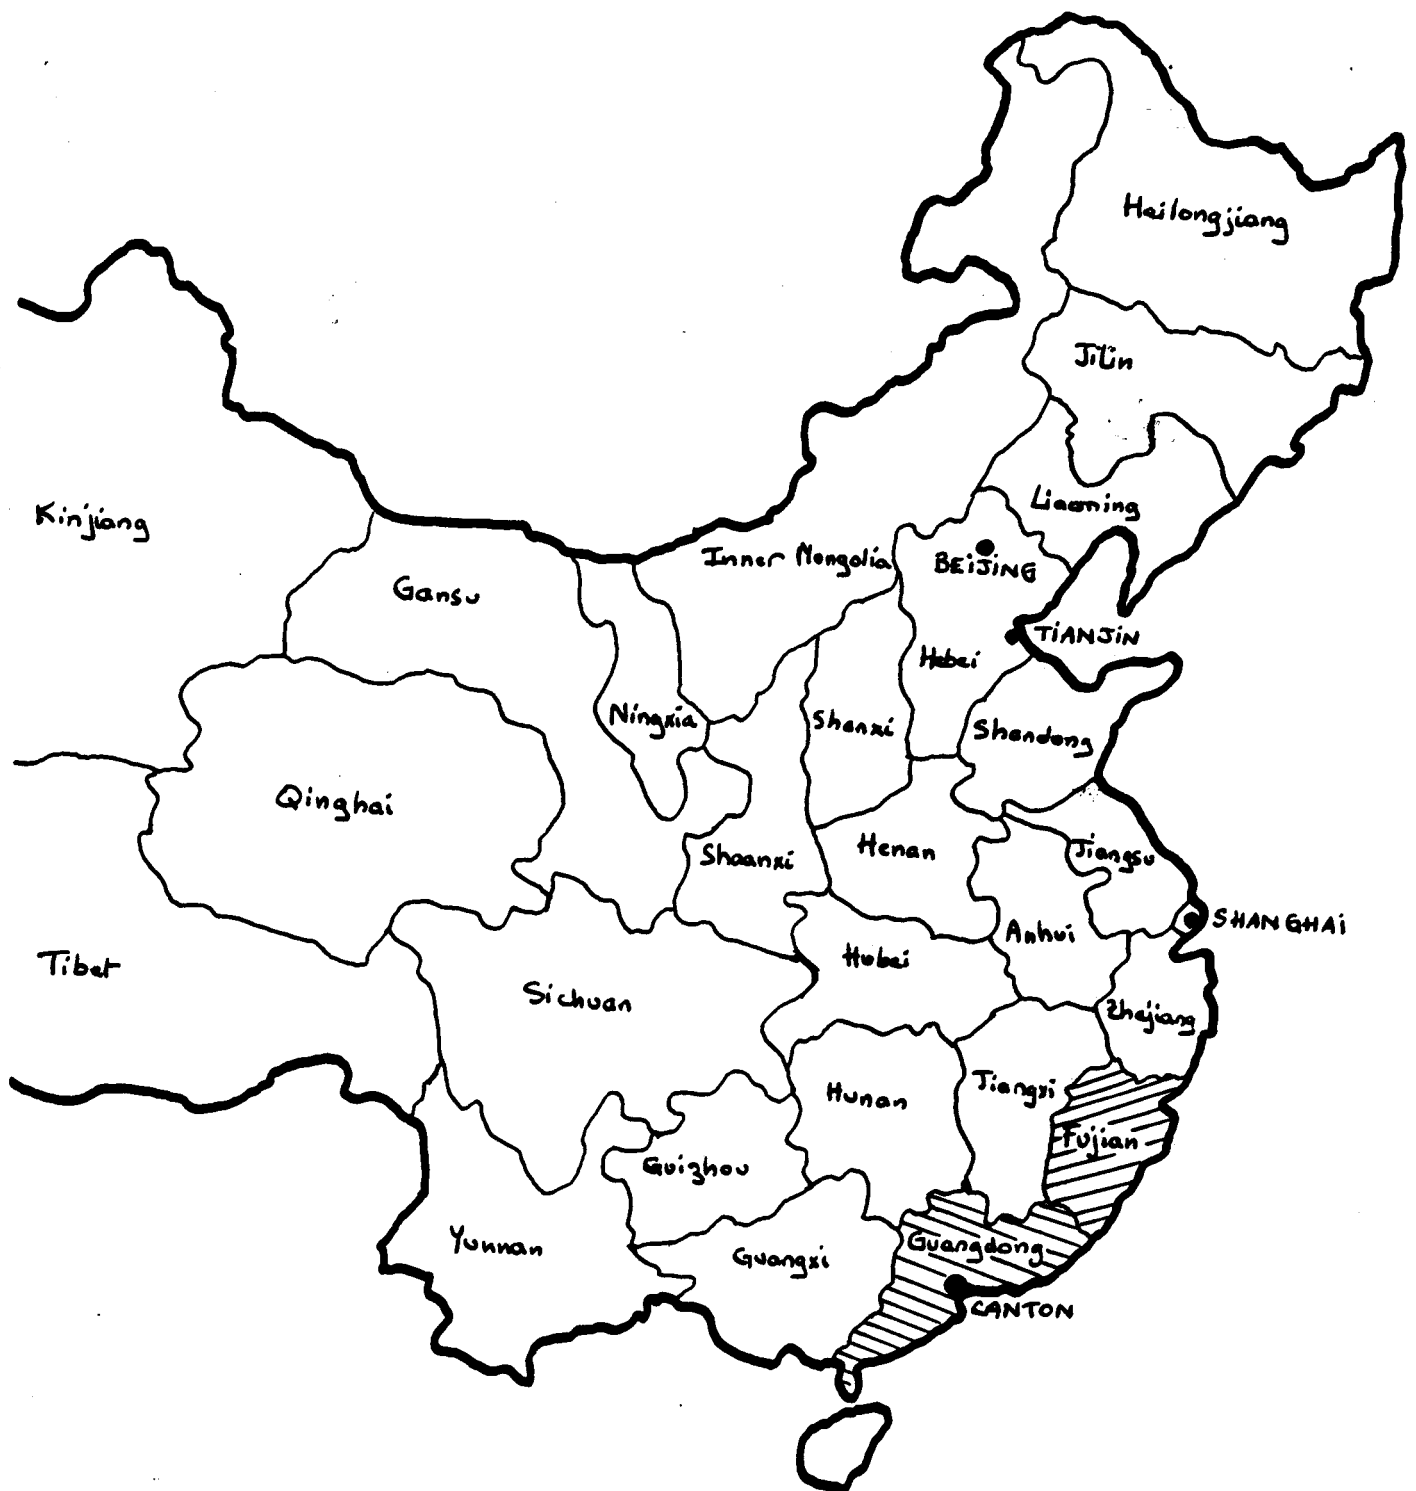 Heilongjiang
Jilin
Kinjiang
Liaoning
Inner Mongolia
BEIJING
Gansu
TIANJIN
Hebei
Ningxia
Shanxi
Shandong
Qinghai
Shaanxi
Henan
Jiangsu
SHANGHAI
Anhui
Tibet
Hubei
Sichuan
Zhejiang
Hunan
Jiangxi
Fujian
Guizhou
Yunnan
Guangxi
Guangdong
CANTON